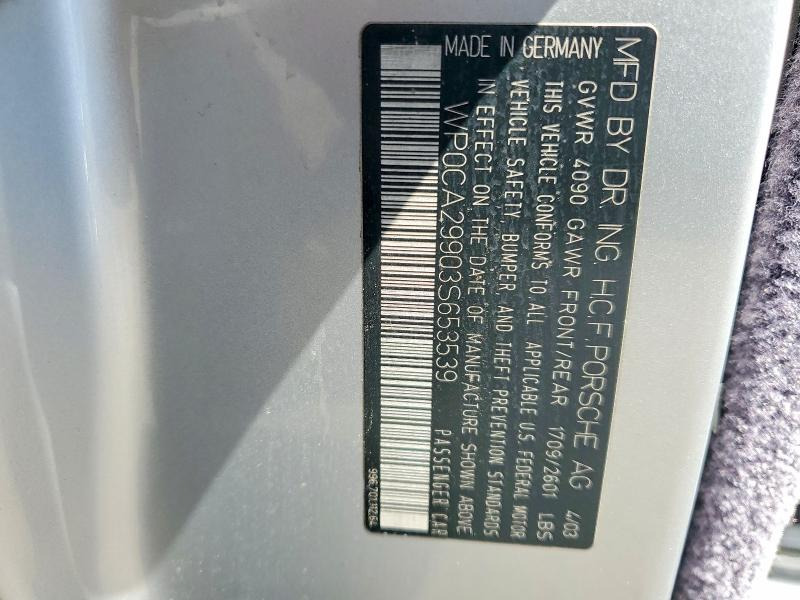 MFD BY DR. ING. H.C.F. PORSCHE AG 4/03
GVWR 4090 GAWR FRONT/REAR 1709/2601 LBS
THIS VEHICLE CONFORMS TO ALL APPLICABLE U.S. FEDERAL MOTOR
VEHICLE SAFETY, BUMPER, AND THEFT PREVENTION STANDARDS
IN EFFECT ON THE DATE OF MANUFACTURE SHOWN ABOVE
WP0CA29903S653539 PASSENGER CAR
MADE IN GERMANY